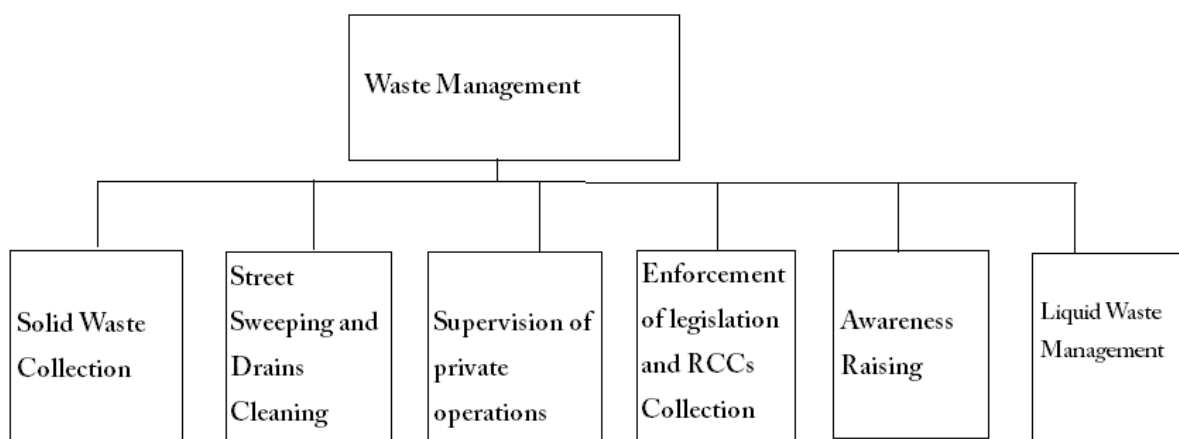 Waste Management
Solid Waste
Collection
Street
Sweeping and
Drains
Cleaning
Supervision of
private
operations
Enforcement
of legislation
and RCCs
Collection
Awareness
Raising
Liquid Waste
Management